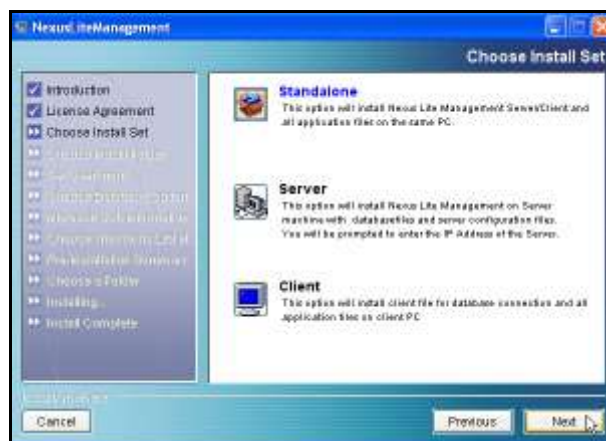 NexusLiteManagement
Choose Install Set
Introduction
License Agreement
Choose Install Set
Choose a Folder
Installing...
Install Complete
Standalone
This option will install Nexus Lite Management Server/Client and
all application files on the same PC.
Server
This option will install Nexus Lite Management on Server
machine with databasefiles and server configuration files.
You will be prompted to enter the IP Address of the Server.
Client
This option will install client file for database connection and all
application files on client PC
Cancel
Previous
Next